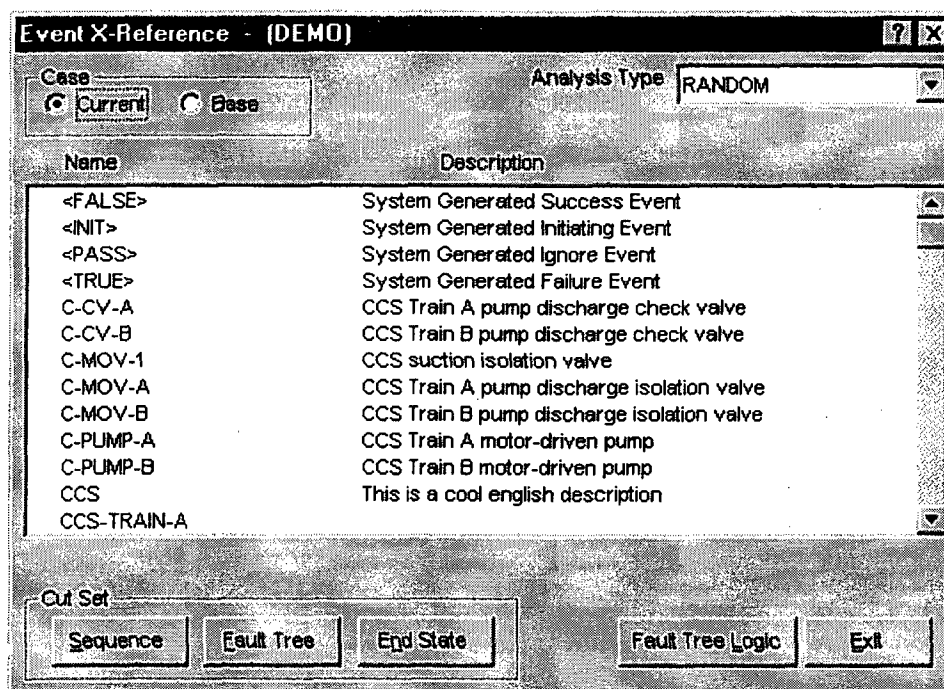 Event X-Reference - (DEMO)
Case
Current Base
Analysis Type RANDOM
Name Description
<FALSE> System Generated Success Event
<INIT> System Generated Initiating Event
<PASS> System Generated Ignore Event
<TRUE> System Generated Failure Event
C-CV-A CCS Train A pump discharge check valve
C-CV-B CCS Train B pump discharge check valve
C-MOV-1 CCS suction isolation valve
C-MOV-A CCS Train A pump discharge isolation valve
C-MOV-B CCS Train B pump discharge isolation valve
C-PUMP-A CCS Train A motor-driven pump
C-PUMP-B CCS Train B motor-driven pump
CCS This is a cool english description
CCS-TRAIN-A
Cut Set
Sequence Fault Tree End State Fault Tree Logic Exit